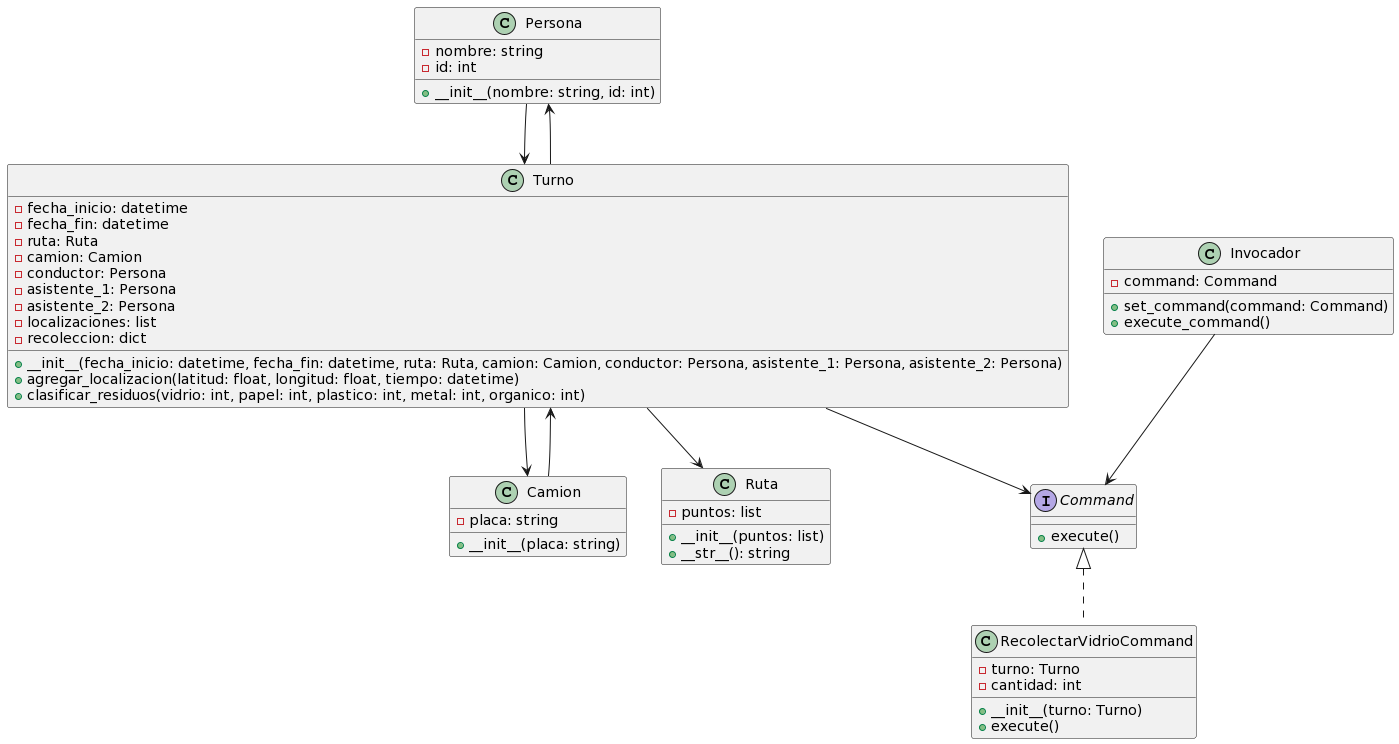 C Persona
nombre: string
id: int
__init__(nombre: string, id: int)
C Turno
fecha_inicio: datetime
fecha_fin: datetime
ruta: Ruta
camion: Camion
conductor: Persona
asistente_1: Persona
asistente_2: Persona
localizaciones: list
recoleccion: dict
__init__(fecha_inicio: datetime, fecha_fin: datetime, ruta: Ruta, camion: Camion, conductor: Persona, asistente_1: Persona, asistente_2: Persona)
agregar_localizacion(latitud: float, longitud: float, tiempo: datetime)
clasificar_residuos(vidrio: int, papel: int, plastico: int, metal: int, organico: int)
C Invocador
command: Command
set_command(command: Command)
execute_command()
C Camion
placa: string
__init__(placa: string)
C Ruta
puntos: list
__init__(puntos: list)
__str__(): string
I Command
execute()
C RecolectarVidrioCommand
turno: Turno
cantidad: int
__init__(turno: Turno)
execute()